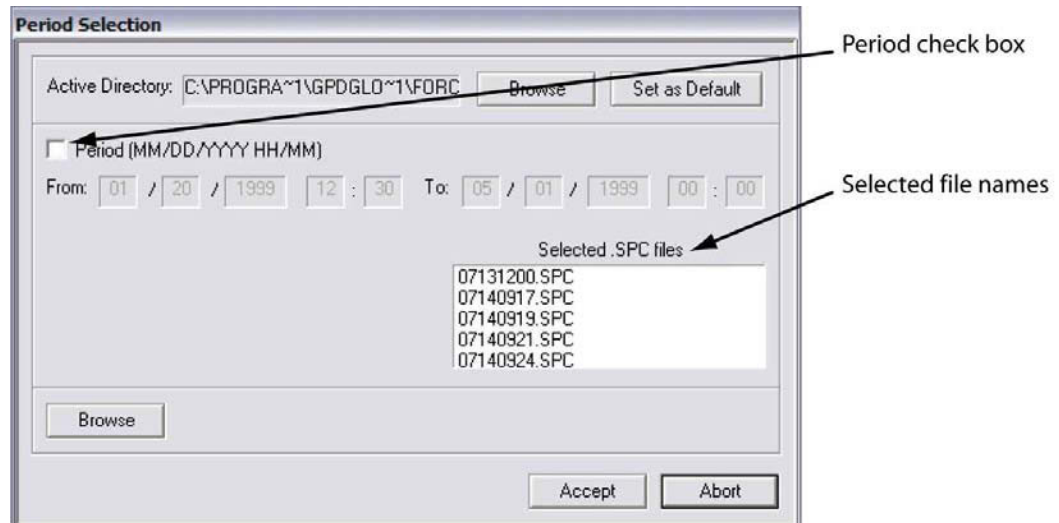 Period Selection
Period check box
Active Directory: C:\PROGRA~1\GPDGLO~1\FORC Browse Set as Default
Period (MM/DD/YYYY HH/MM)
From: 01 / 20 / 1999 12 : 30 To: 05 / 01 / 1999 00 : 00
Selected file names
Selected .SPC files
07131200.SPC
07140917.SPC
07140919.SPC
07140921.SPC
07140924.SPC
Browse
Accept Abort